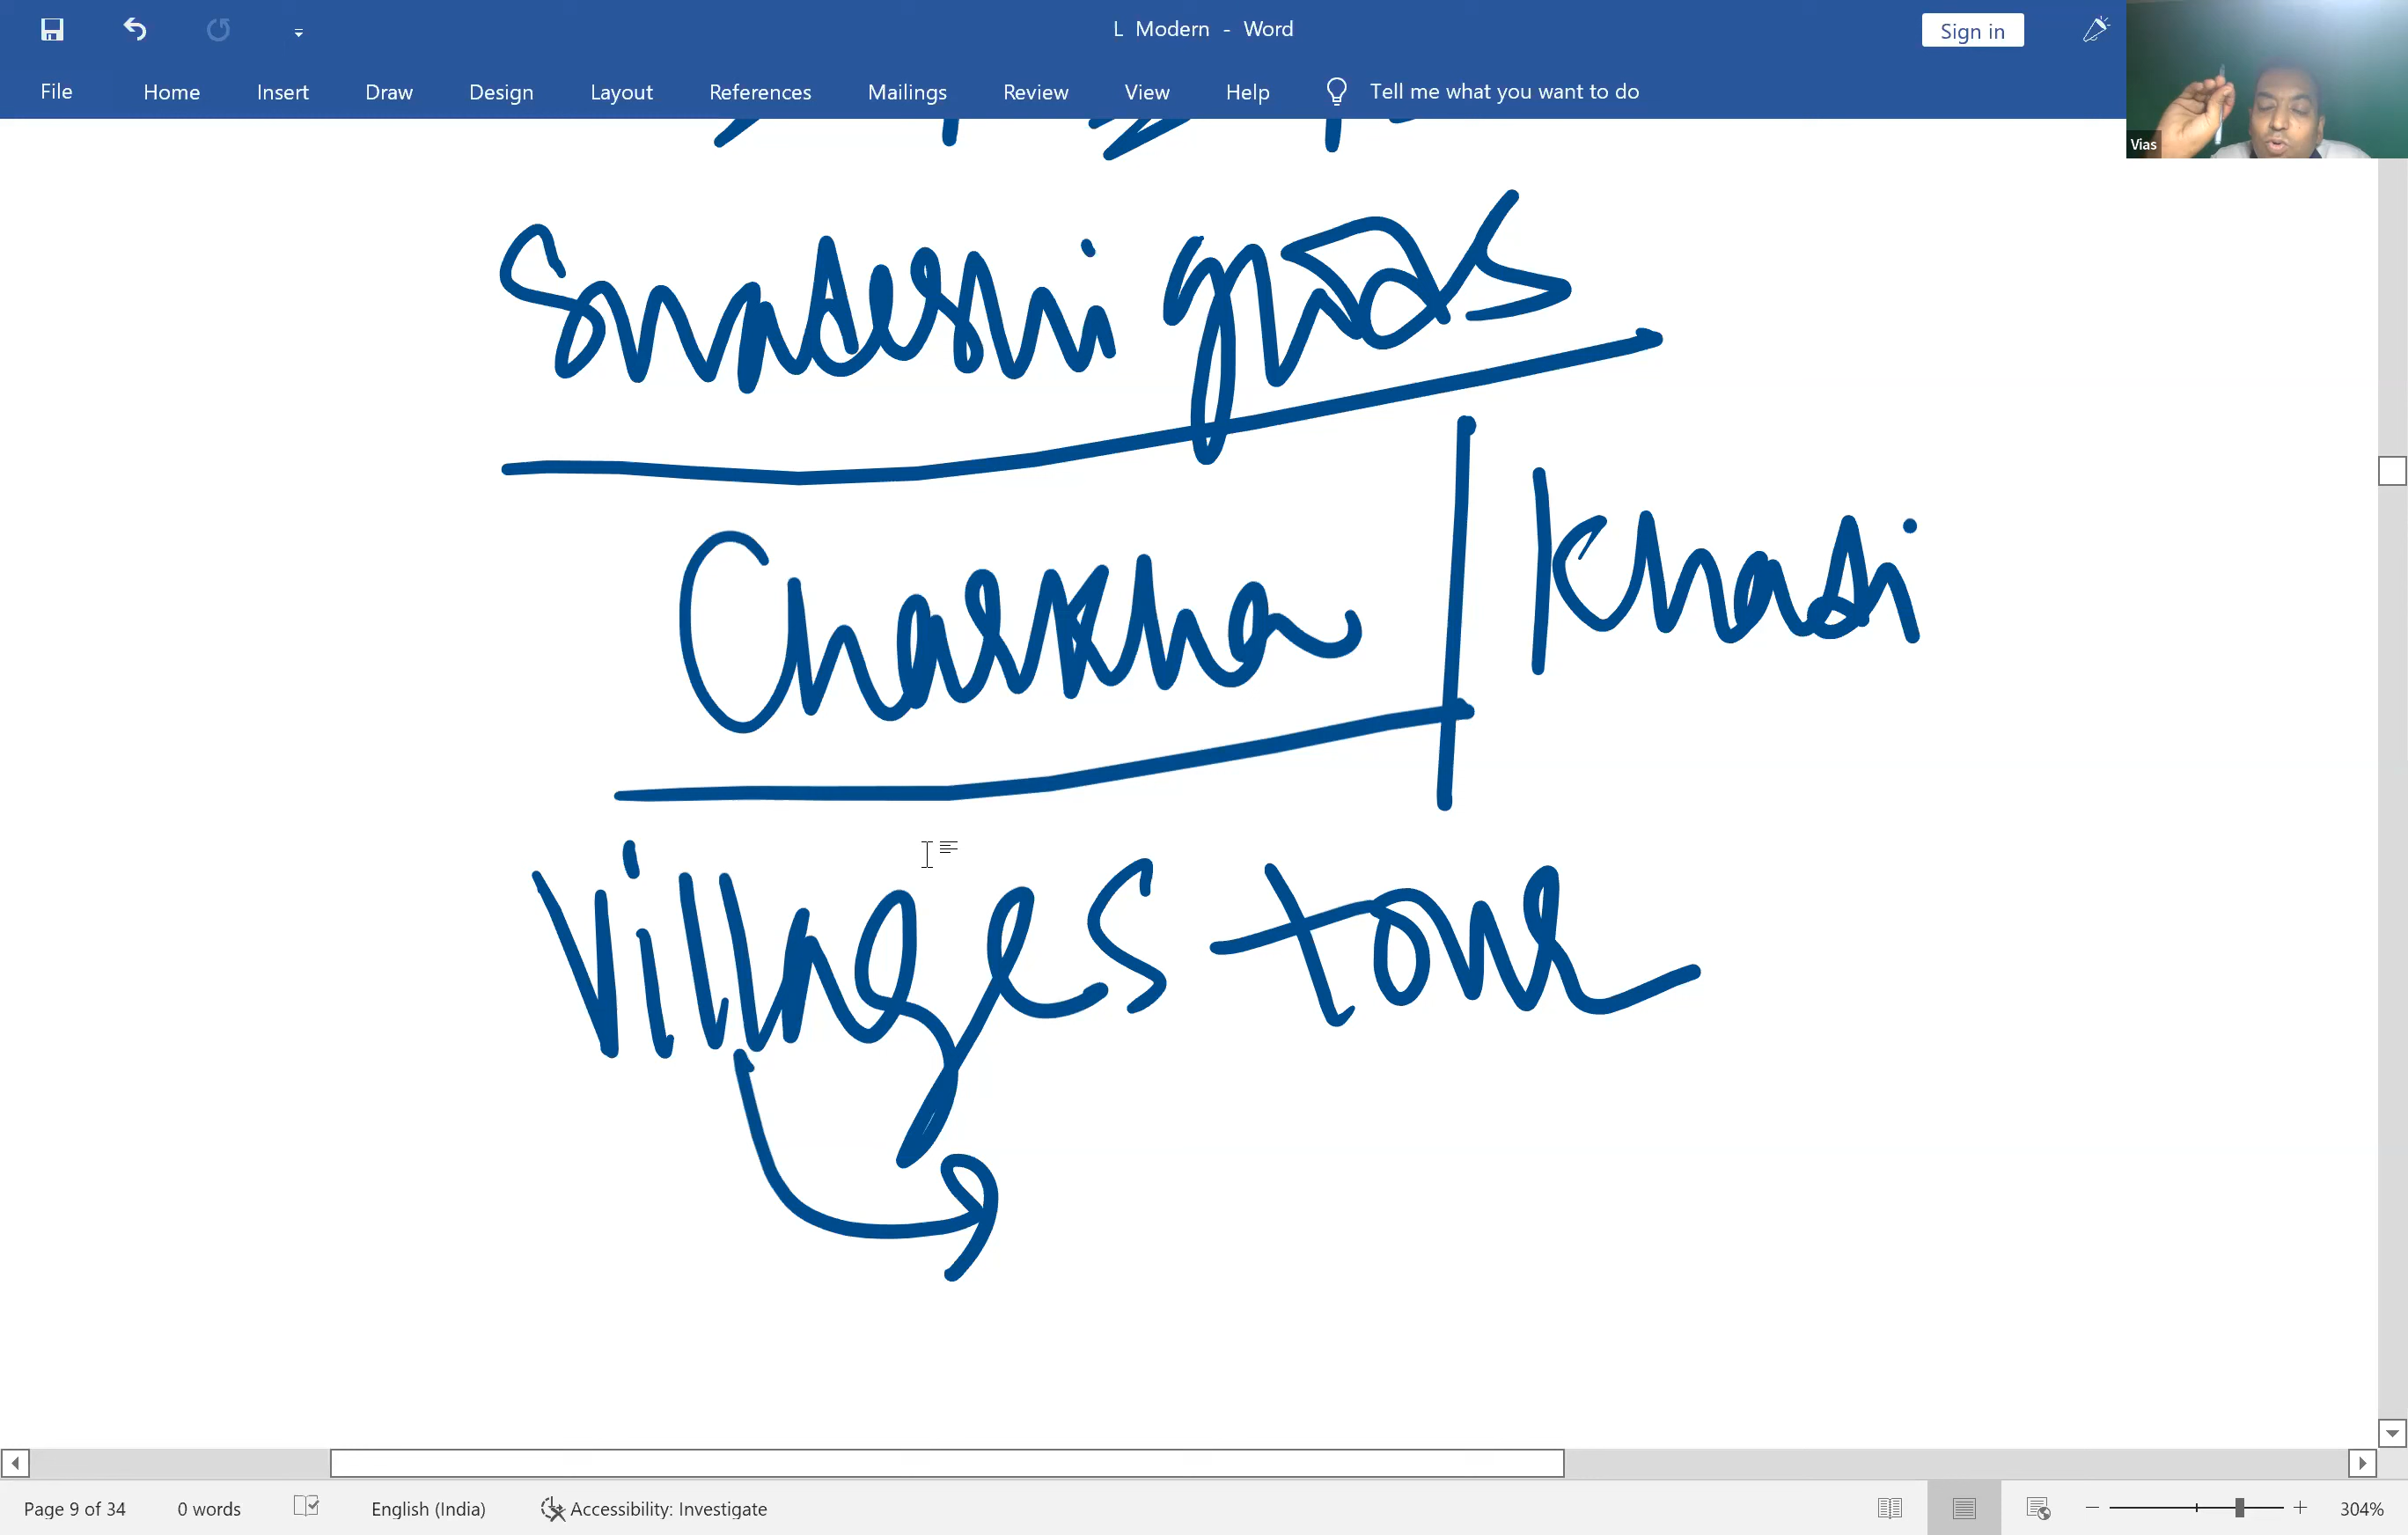 L Modern - Word
Sign in
File Home Insert Draw Design Layout References Mailings Review View Help Tell me what you want to do
Vias
Swadeshi goods
Charkha / Khadi
Villages tone
Page 9 of 34 0 words English (India) Accessibility: Investigate 304%